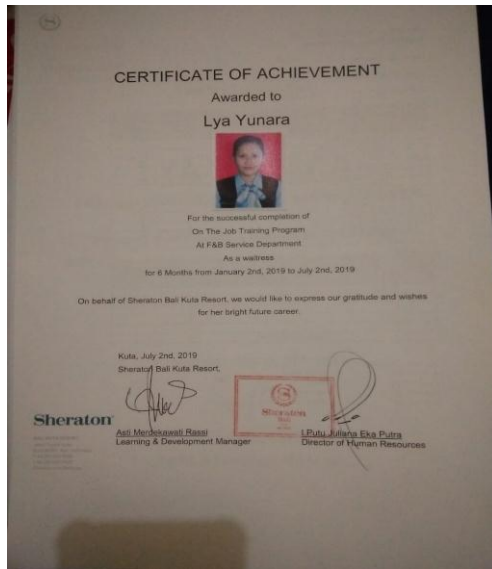 CERTIFICATE OF ACHIEVEMENT
Awarded to
Lya Yunara
For the successful completion of
On The Job Training Program
At F&B Service Department
As a waitress
for 6 Months from January 2nd, 2019 to July 2nd, 2019
On behalf of Sheraton Bali Kuta Resort, we would like to express our gratitude and wishes
for her bright future career.
Kuta, July 2nd, 2019
Sheraton Bali Kuta Resort,
Sheraton
Sheraton
Asti Merdekawati Rassi
Learning & Development Manager
I.Putu Juliana Eka Putra
Director of Human Resources